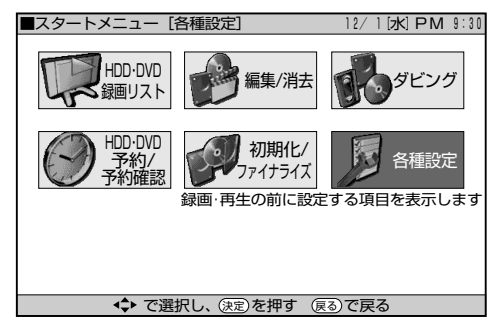 ■スタートメニュー [各種設定] 12/ 1[水] PM 9:30
HDD･DVD
録画リスト
編集/消去
ダビング
HDD･DVD
予約/
予約確認
初期化/
ファイナライズ
各種設定
録画･再生の前に設定する項目を表示します
で選択し、決定を押す 戻るで戻る